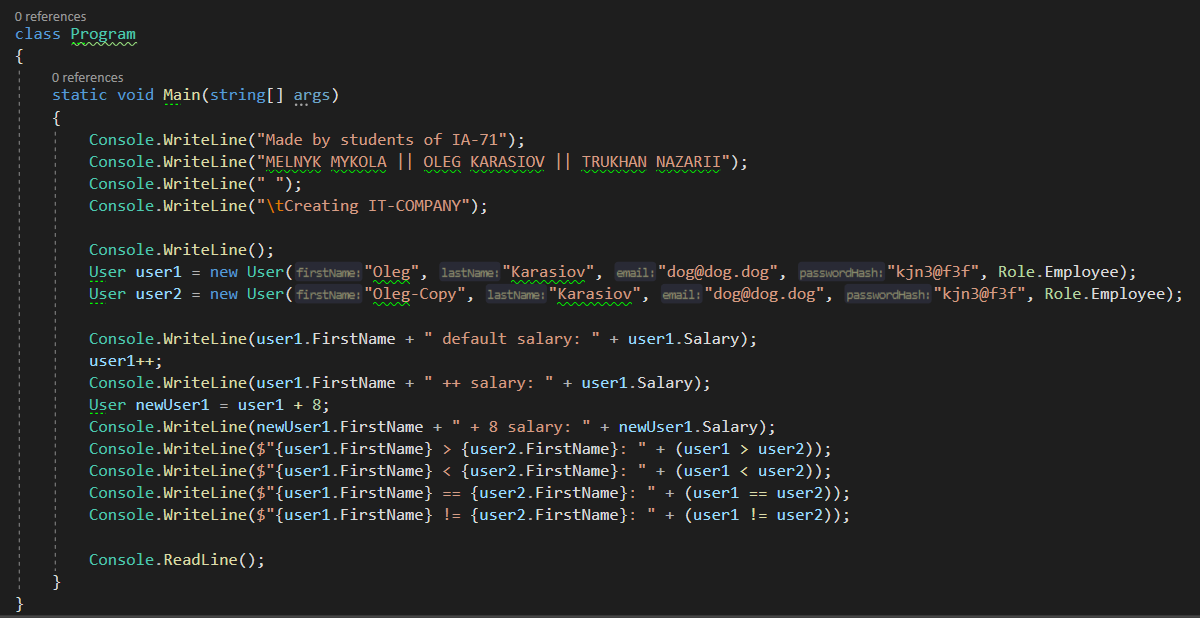 0 references
class Program
{
0 references
static void Main(string[] args)
{
Console.WriteLine("Made by students of IA-71");
Console.WriteLine("MELNYK MYKOLA || OLEG KARASIOV || TRUKHAN NAZARII");
Console.WriteLine(" ");
Console.WriteLine("\tCreating IT-COMPANY");
Console.WriteLine();
User user1 = new User(firstName:"Oleg", lastName:"Karasiov", email:"dog@dog.dog", passwordHash:"kjn3@f3f", Role.Employee);
User user2 = new User(firstName:"Oleg-Copy", lastName:"Karasiov", email:"dog@dog.dog", passwordHash:"kjn3@f3f", Role.Employee);
Console.WriteLine(user1.FirstName + " default salary: " + user1.Salary);
user1++;
Console.WriteLine(user1.FirstName + " ++ salary: " + user1.Salary);
User newUser1 = user1 + 8;
Console.WriteLine(newUser1.FirstName + " + 8 salary: " + newUser1.Salary);
Console.WriteLine($"{user1.FirstName} > {user2.FirstName}: " + (user1 > user2));
Console.WriteLine($"{user1.FirstName} < {user2.FirstName}: " + (user1 < user2));
Console.WriteLine($"{user1.FirstName} == {user2.FirstName}: " + (user1 == user2));
Console.WriteLine($"{user1.FirstName} != {user2.FirstName}: " + (user1 != user2));
Console.ReadLine();
}
}